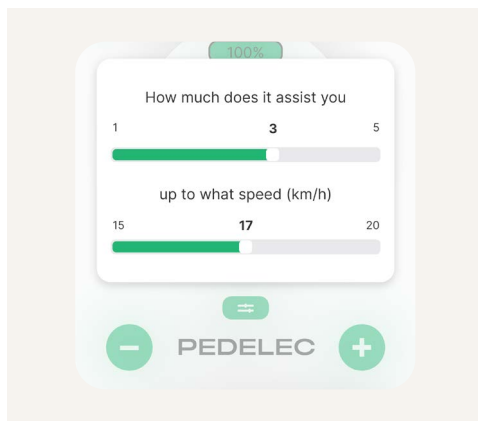 100%
How much does it assist you
1 3 5
up to what speed (km/h)
15 17 20
PEDELEC